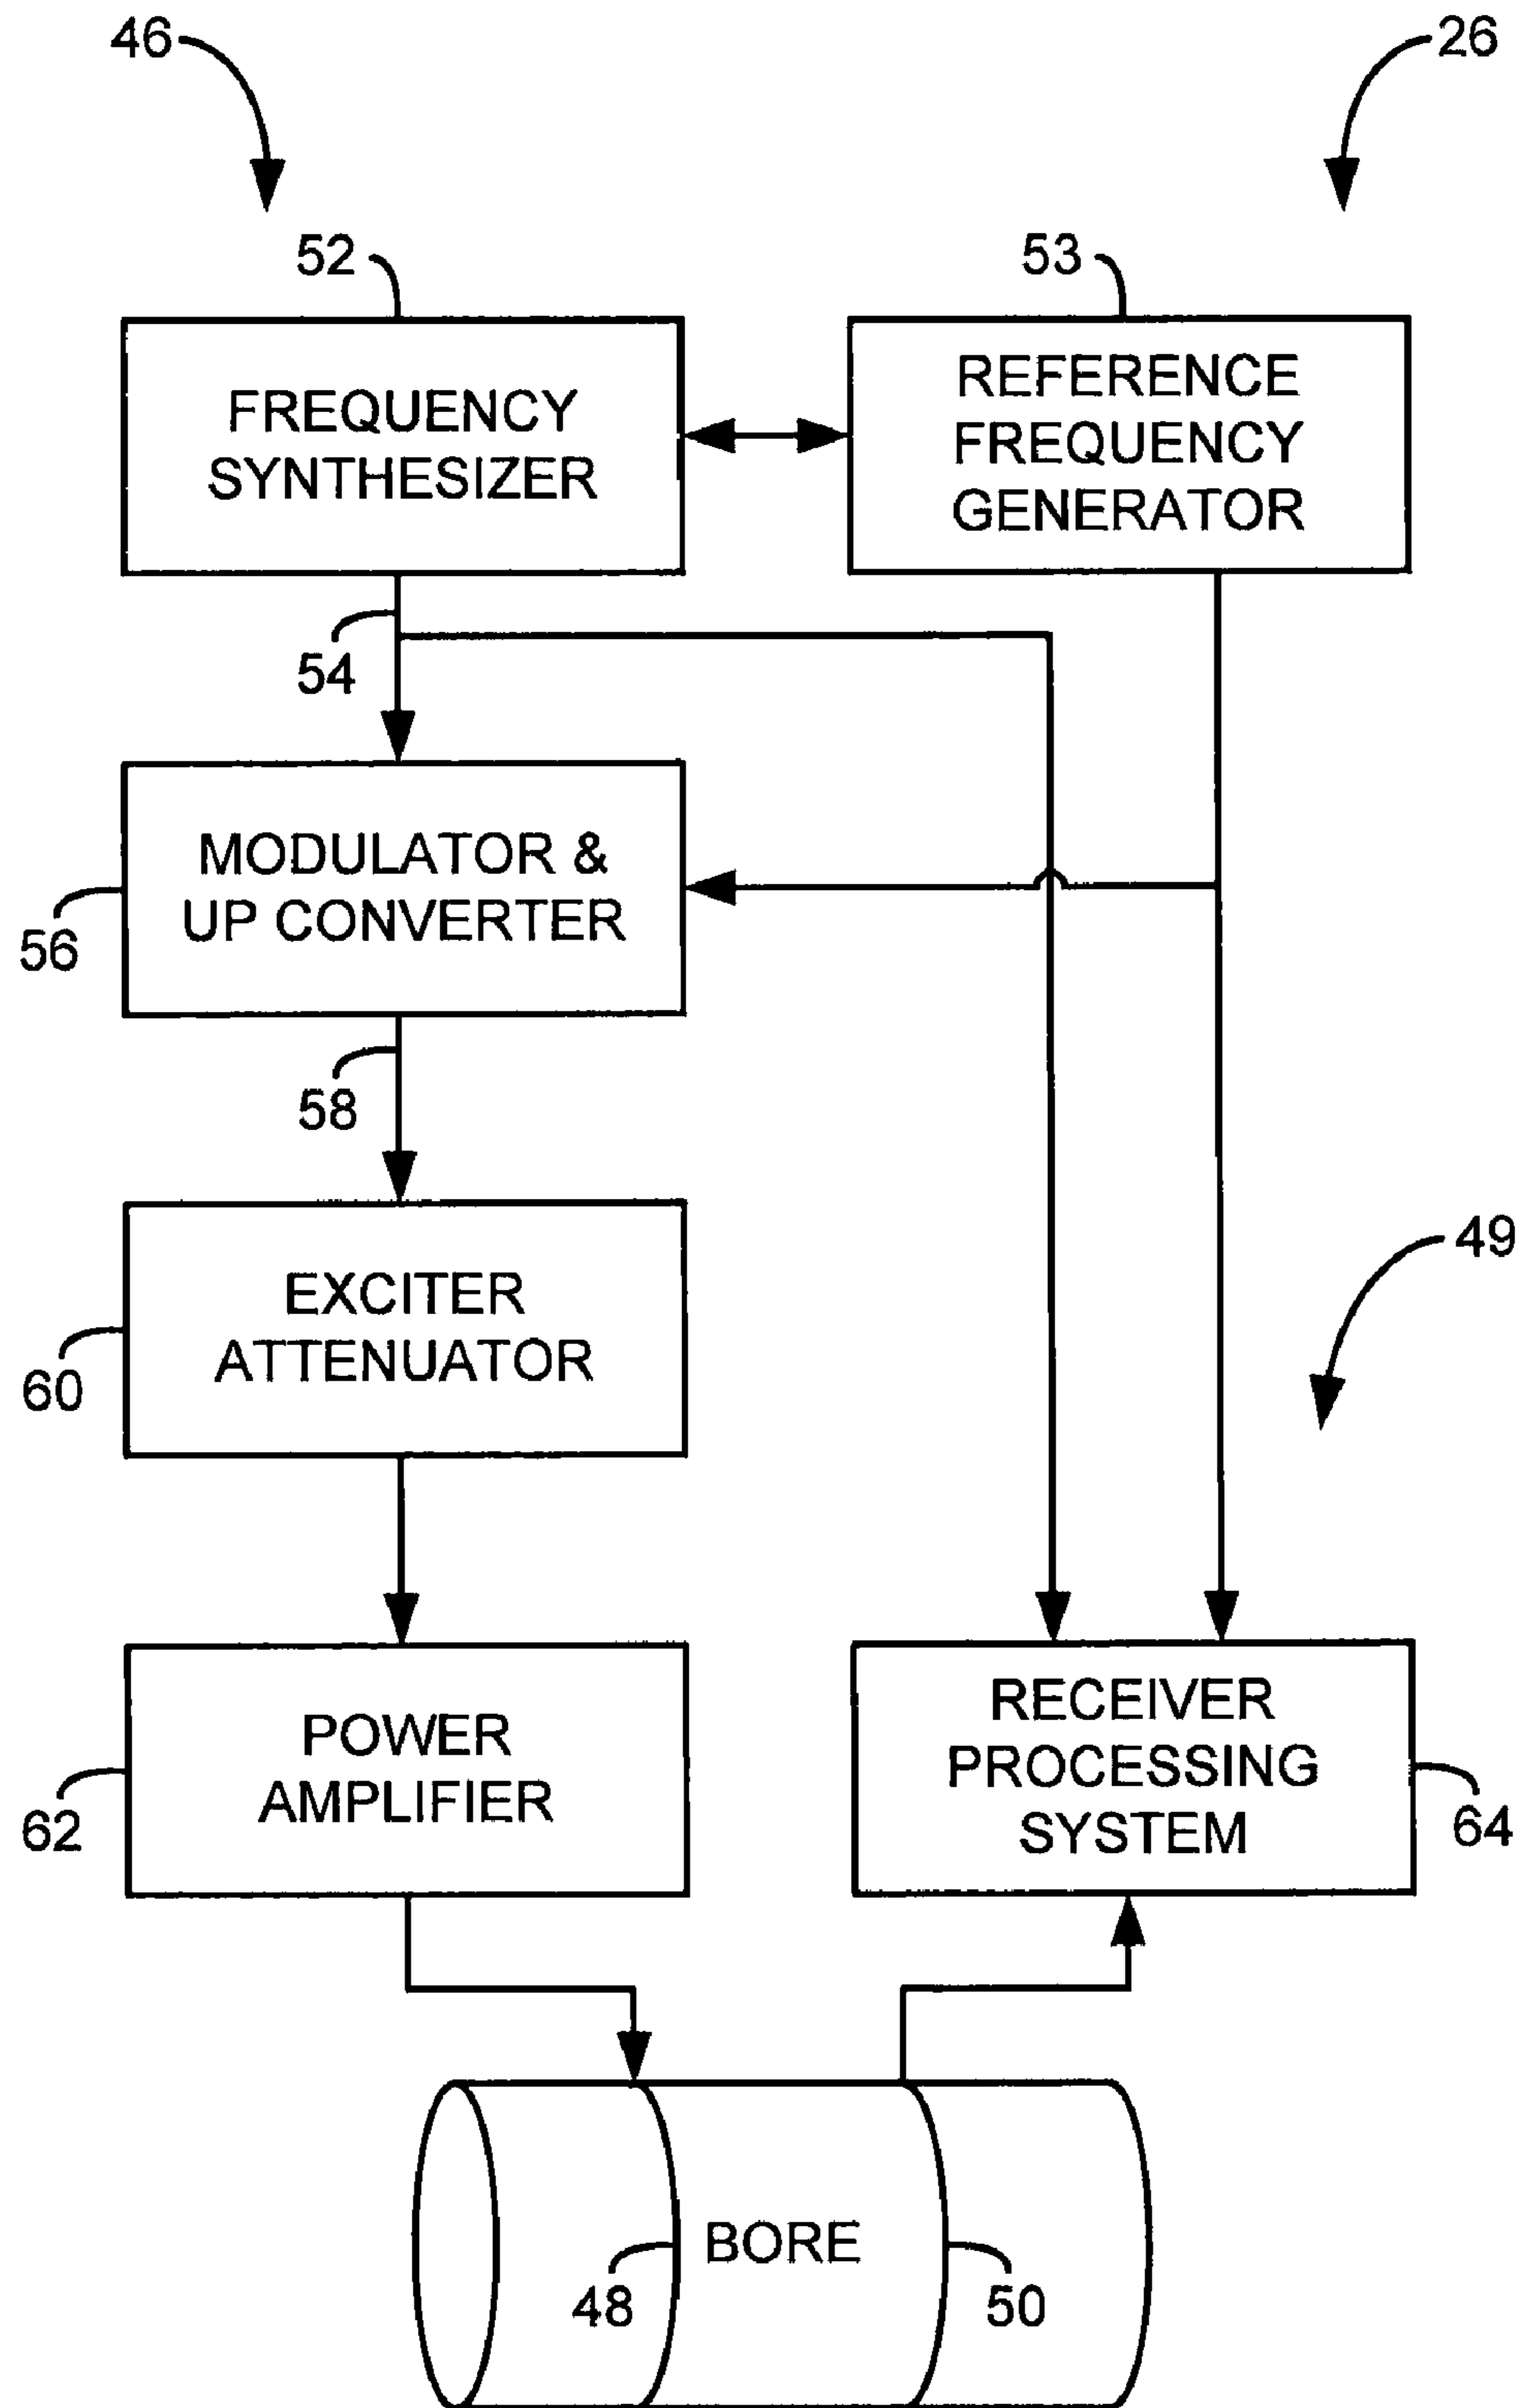 46
26
52
53
FREQUENCY
SYNTHESIZER
REFERENCE
FREQUENCY
GENERATOR
54
MODULATOR &
UP CONVERTER
56
58
EXCITER
ATTENUATOR
60
49
POWER
AMPLIFIER
62
RECEIVER
PROCESSING
SYSTEM
64
BORE
48
50